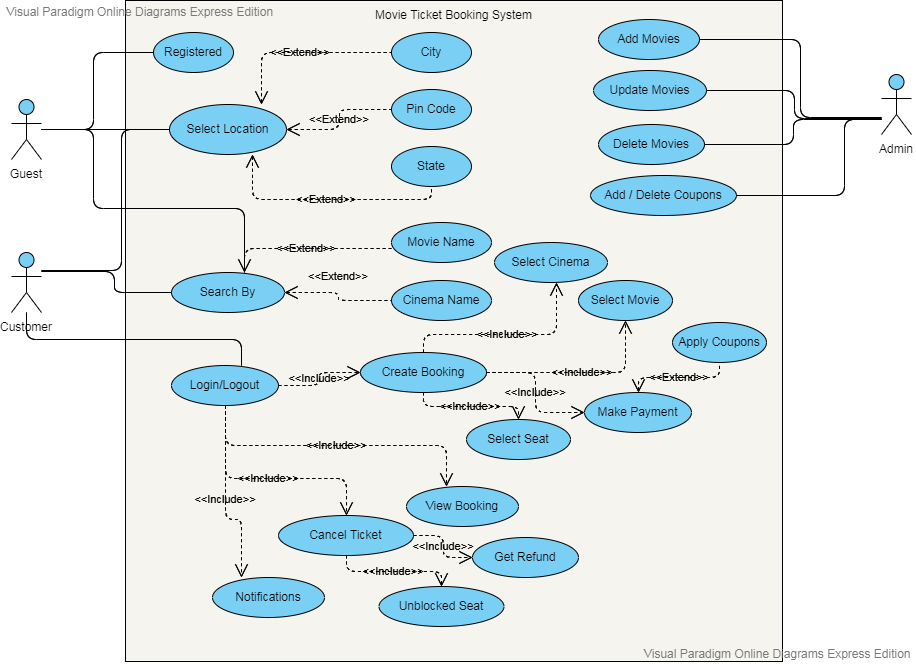 Visual Paradigm Online Diagrams Express Edition
Movie Ticket Booking System
Registered
<<Extend>>
City
Add Movies
Update Movies
Pin Code
<<Extend>>
Select Location
Guest
Admin
Delete Movies
State
<<Extend>>
Add / Delete Coupons
Movie Name
<<Extend>>
Select Cinema
<<Extend>>
Search By
Cinema Name
Select Movie
Customer
<<Include>>
Apply Coupons
Login/Logout
<<Include>>
Create Booking
<<Include>>
<<Extend>>
<<Include>>
<<Include>>
Make Payment
Select Seat
<<Include>>
<<Include>>
<<Include>>
View Booking
Cancel Ticket
<<Include>>
Get Refund
<<Include>>
Notifications
Unblocked Seat
Visual Paradigm Online Diagrams Express Edition